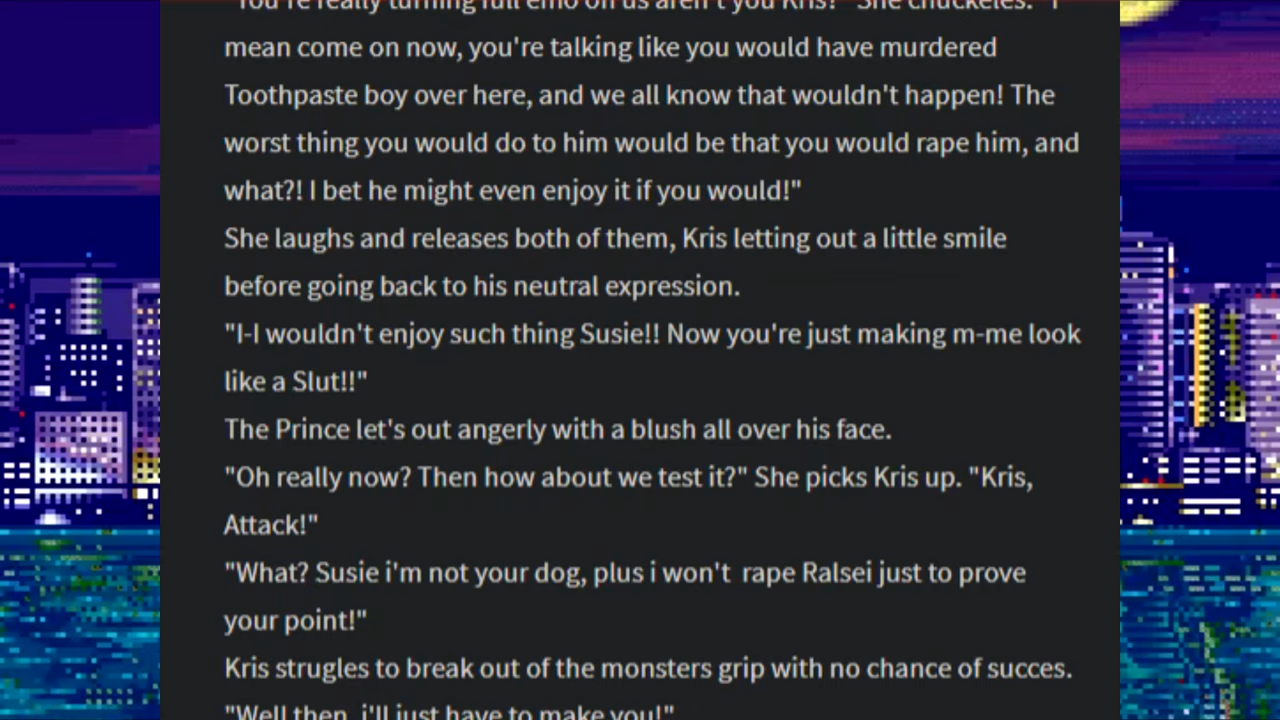 "You're really turning full emo on us aren't you Kris?" She chuckeles. "I
mean come on now, you're talking like you would have murdered
Toothpaste boy over here, and we all know that wouldn't happen! The
worst thing you would do to him would be that you would rape him, and
what?! I bet he might even enjoy it if you would!"
She laughs and releases both of them, Kris letting out a little smile
before going back to his neutral expression.
"I-I wouldn't enjoy such thing Susie!! Now you're just making m-me look
like a Slut!!"
The Prince let's out angerly with a blush all over his face.
"Oh really now? Then how about we test it?" She picks Kris up. "Kris,
Attack!"
"What? Susie i'm not your dog, plus i won't rape Ralsei just to prove
your point!"
Kris strugles to break out of the monsters grip with no chance of succes.
"Well then, i'll just have to make you!"